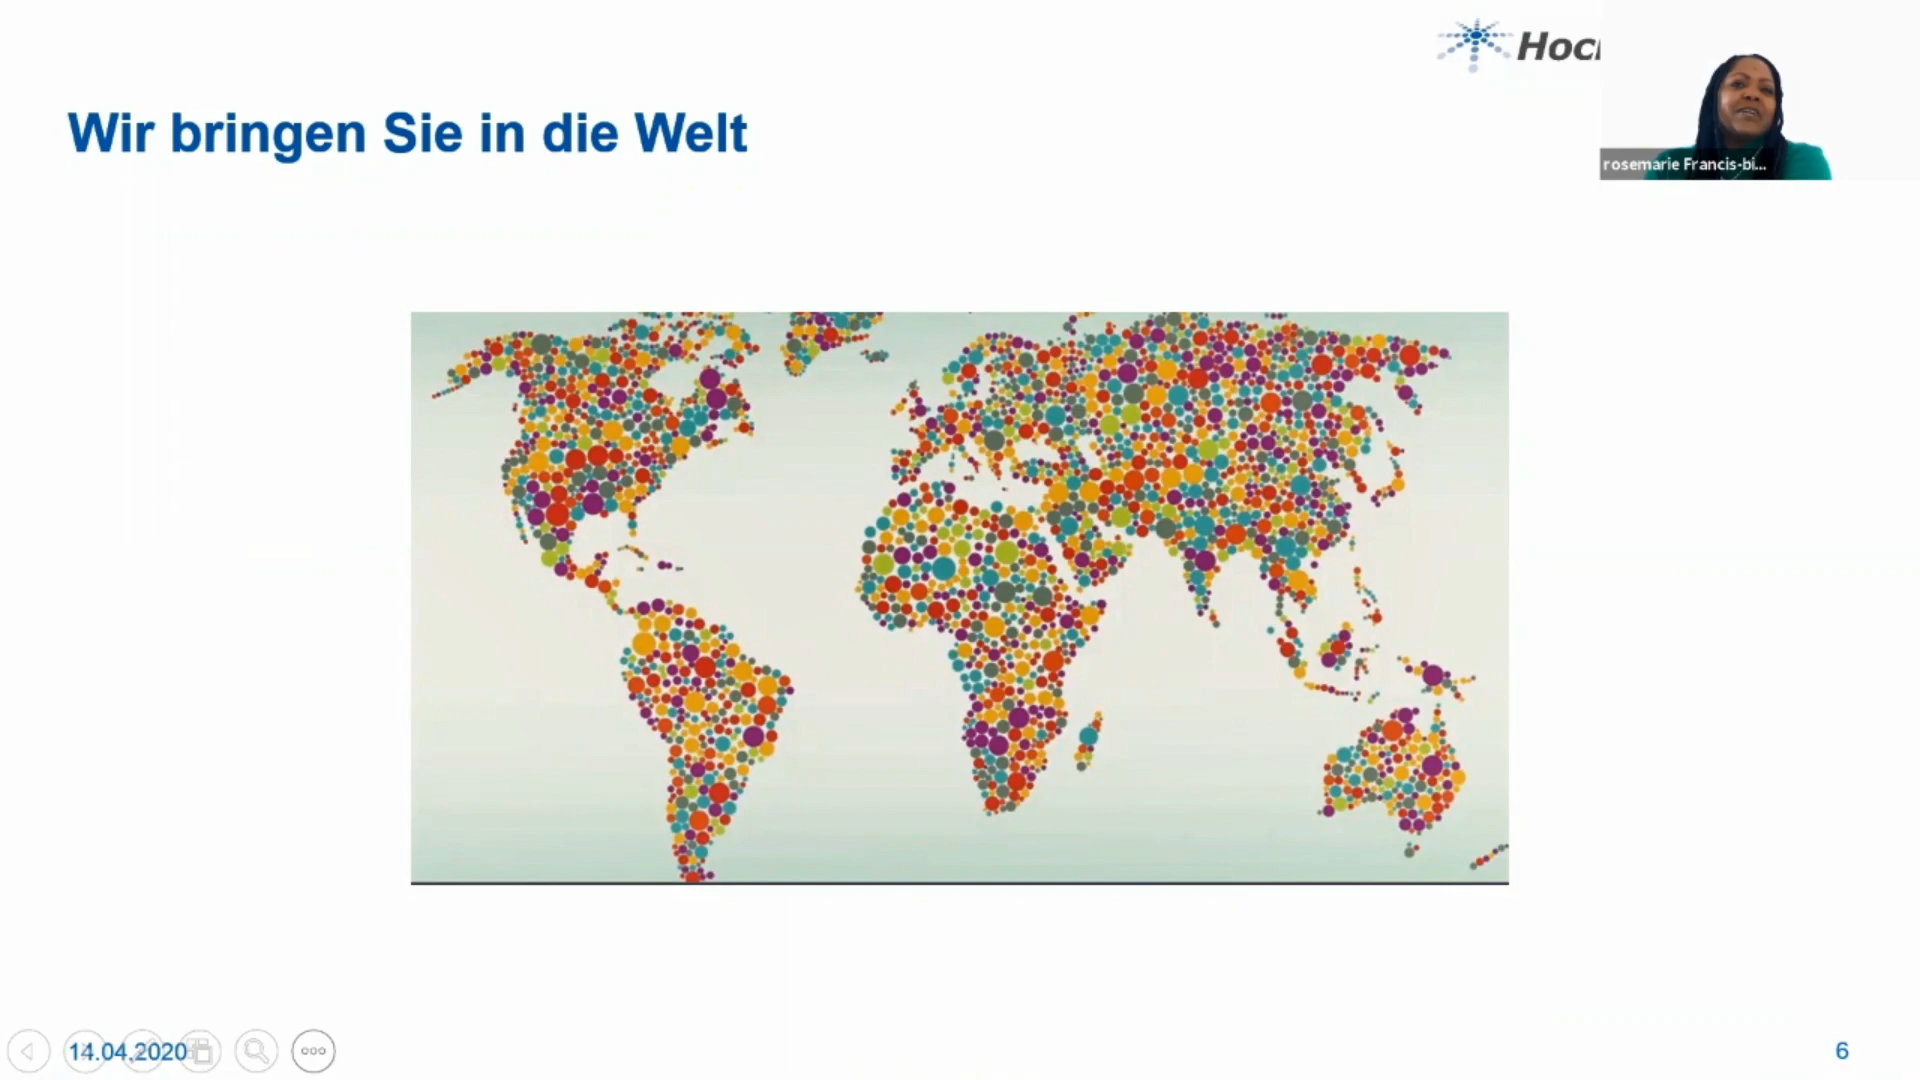 Hoc
Wir bringen Sie in die Welt
rosemarie Francis-bi...
14.04.2020
6